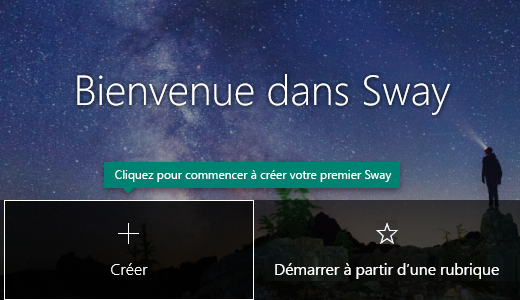 Bienvenue dans Sway
Cliquez pour commencer à créer votre premier Sway
Créer
Démarrer à partir d'une rubrique